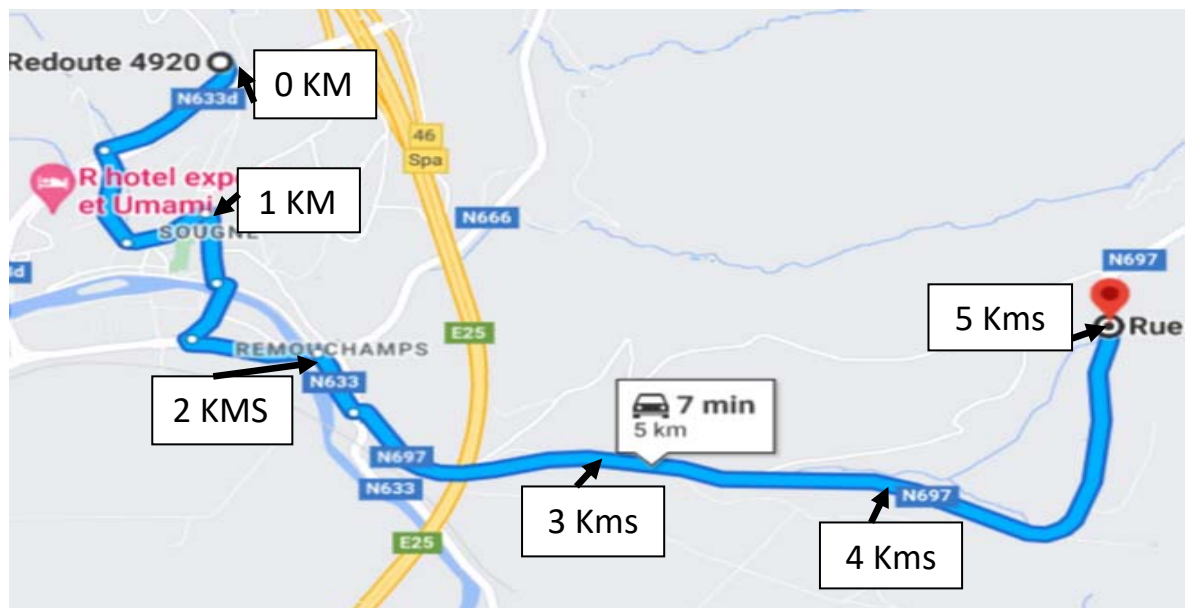 Redoute 4920
0 KM
N633d
46
Spa
R hotel exp
et Umami
1 KM
SOUGNE
N666
d
N697
5 Kms
Rue
E25
REMOUCHAMPS
N633
2 KMS
7 min
5 km
N697
N633
3 Kms
N697
4 Kms
E25